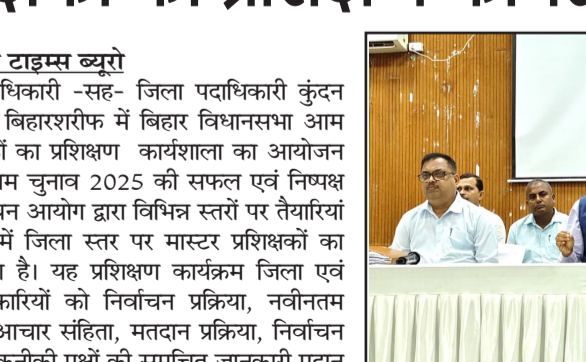 टाइम्स ब्यूरो
धिकारी -सह- जिला पदाधिकारी कुंदन
बिहारशरीफ में बिहार विधानसभा आम
का प्रशिक्षण कार्यशाला का आयोजन
म चुनाव 2025 की सफल एवं निष्पक्ष
न आयोग द्वारा विभिन्न स्तरों पर तैयारियां
में जिला स्तर पर मास्टर प्रशिक्षकों का
है। यह प्रशिक्षण कार्यक्रम जिला एवं
कारियों को निर्वाचन प्रक्रिया, नवीनतम
आचार संहिता, मतदान प्रक्रिया, निर्वाचन